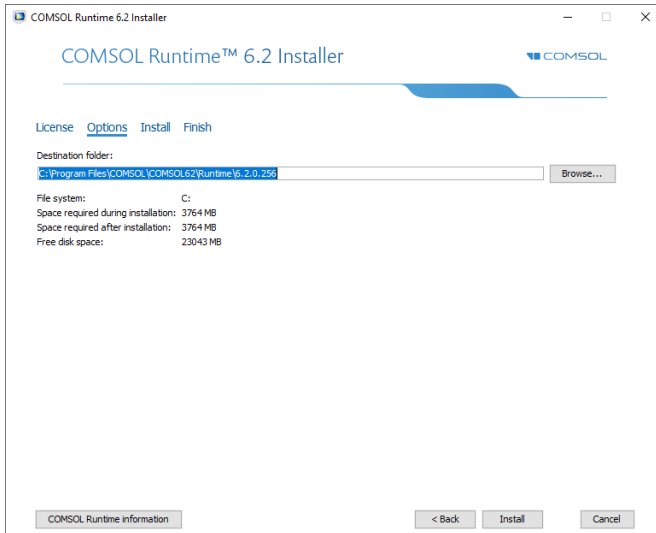 COMSOL Runtime 6.2 Installer
COMSOL Runtime™ 6.2 Installer
COMSOL
License Options Install Finish
Destination folder:
C:\Program Files\COMSOL\COMSOL62\Runtime\6.2.0.256
Browse...
File system: C:
Space required during installation: 3764 MB
Space required after installation: 3764 MB
Free disk space: 23043 MB
COMSOL Runtime information
< Back
Install
Cancel